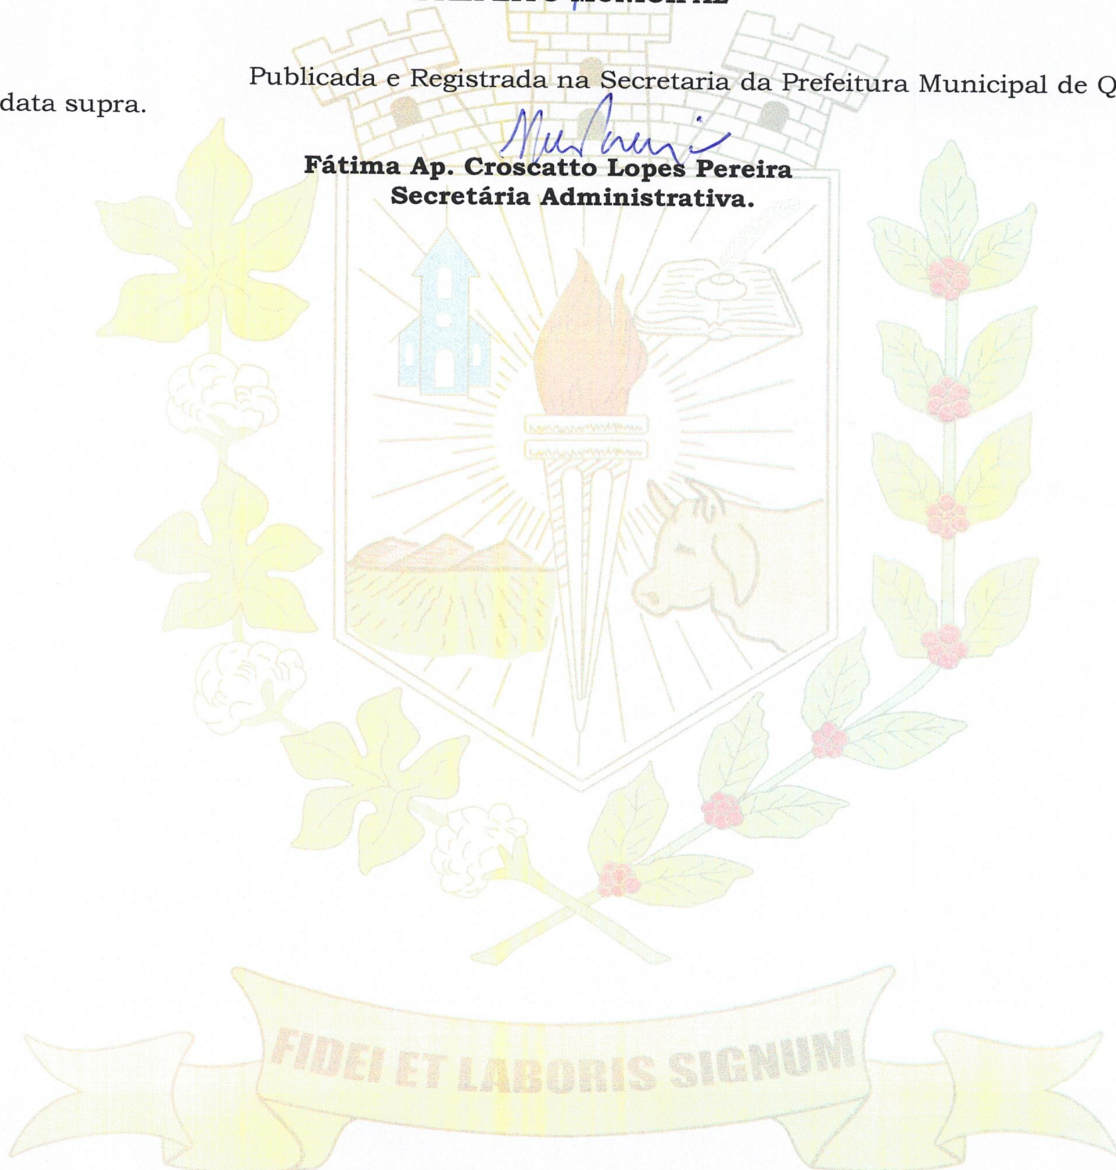 Publicada e Registrada na Secretaria da Prefeitura Municipal de Q
data supra.
Fátima Ap. Croscatto Lopes Pereira
Secretária Administrativa.
FIDEI ET LABORIS SIGNUM